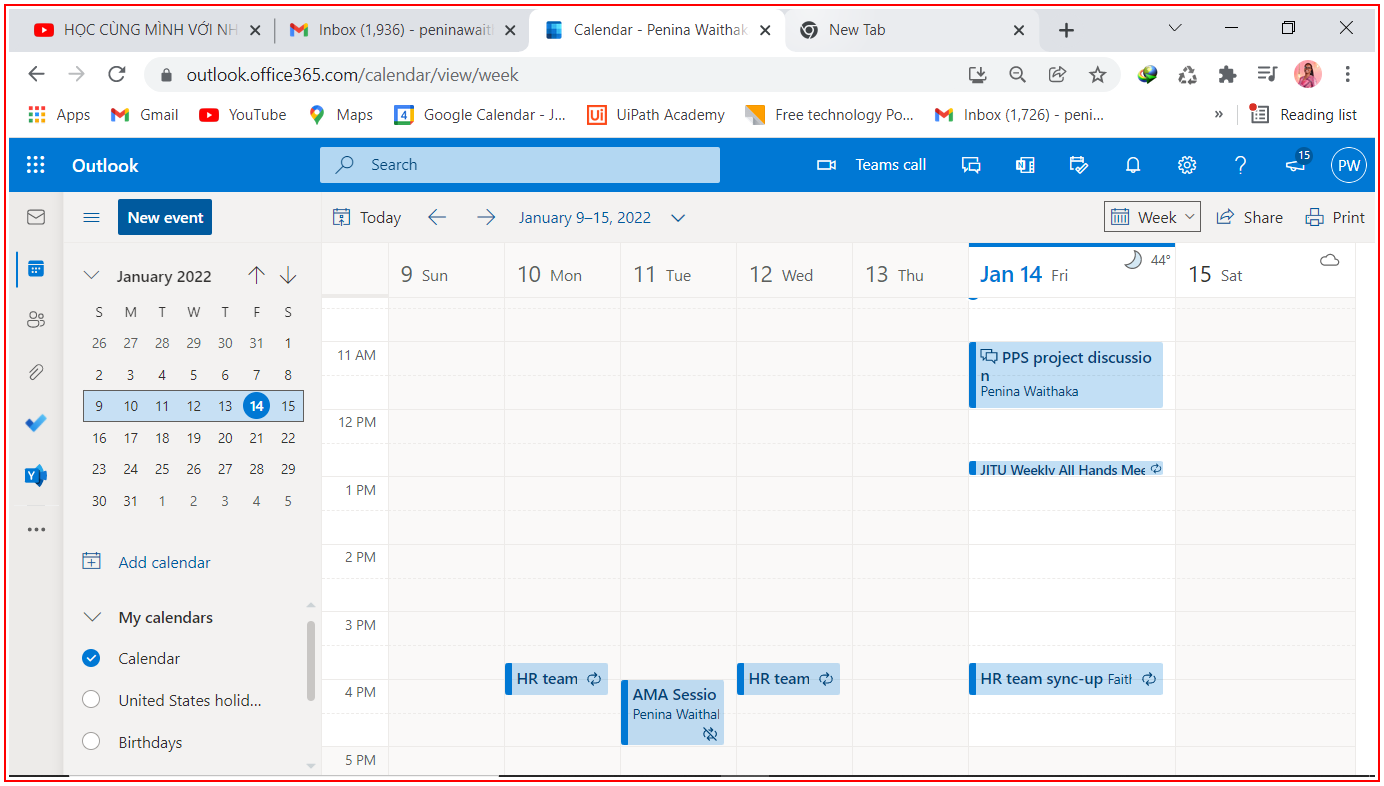 HỌC CÙNG MÌNH VỚI NH
Inbox (1,936) - peninawait
Calendar - Penina Waithak
New Tab
outlook.office365.com/calendar/view/week
Apps
Gmail
YouTube
Maps
4
Google Calendar - J...
Ui
UiPath Academy
Free technology Po...
Inbox (1,726) - peni...
»
Reading list
Outlook
Search
Teams call
15
PW
New event
Today
January 9–15, 2022
Week
Share
Print
January 2022
S M T W T F S
26 27 28 29 30 31 1
2 3 4 5 6 7 8
9 10 11 12 13 14 15
16 17 18 19 20 21 22
23 24 25 26 27 28 29
30 31 1 2 3 4 5
Add calendar
My calendars
Calendar
United States holid...
Birthdays
9 Sun
10 Mon
11 Tue
12 Wed
13 Thu
Jan 14 Fri
44°
15 Sat
11 AM
PPS project discussio
n
Penina Waithaka
12 PM
JITU Weekly All Hands Mee
1 PM
2 PM
3 PM
HR team
HR team
HR team sync-up Faith
4 PM
AMA Sessio
Penina Waithak
5 PM